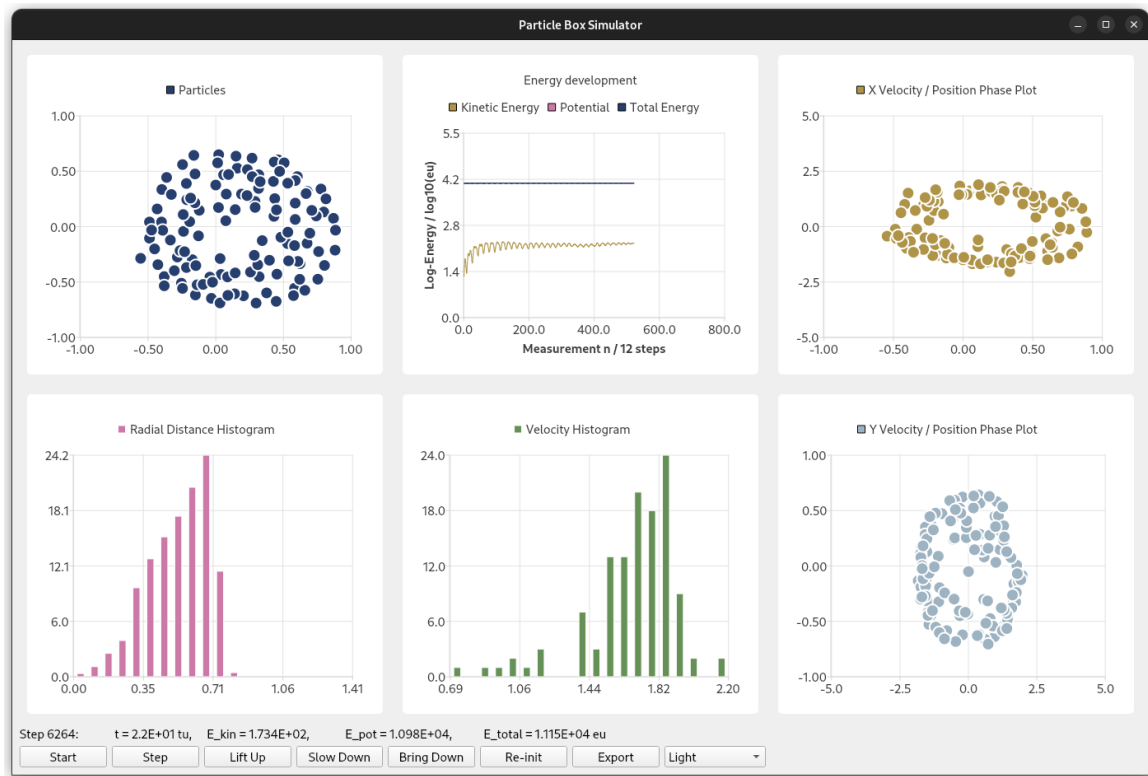 Particle Box Simulator
Particles
1.00
0.50
0.00
-0.50
-1.00
-1.00 -0.50 0.00 0.50 1.00
Energy development
Kinetic Energy Potential Total Energy
Log-Energy / log10(eu)
5.5
4.2
2.8
1.4
0.0
0.0 200.0 400.0 600.0 800.0
Measurement n / 12 steps
X Velocity / Position Phase Plot
5.0
2.5
0.0
-2.5
-5.0
-1.00 -0.50 0.00 0.50 1.00
Radial Distance Histogram
24.2
18.1
12.1
6.0
0.0
0.00 0.35 0.71 1.06 1.41
Velocity Histogram
24.0
18.0
12.0
6.0
0.0
0.69 1.06 1.44 1.82 2.20
Y Velocity / Position Phase Plot
1.00
0.50
0.00
-0.50
-1.00
-5.0 -2.5 0.0 2.5 5.0
Step 6264: t = 2.2E+01 tu, E_kin = 1.734E+02, E_pot = 1.098E+04, E_total = 1.115E+04 eu
Start Step Lift Up Slow Down Bring Down Re-init Export Light